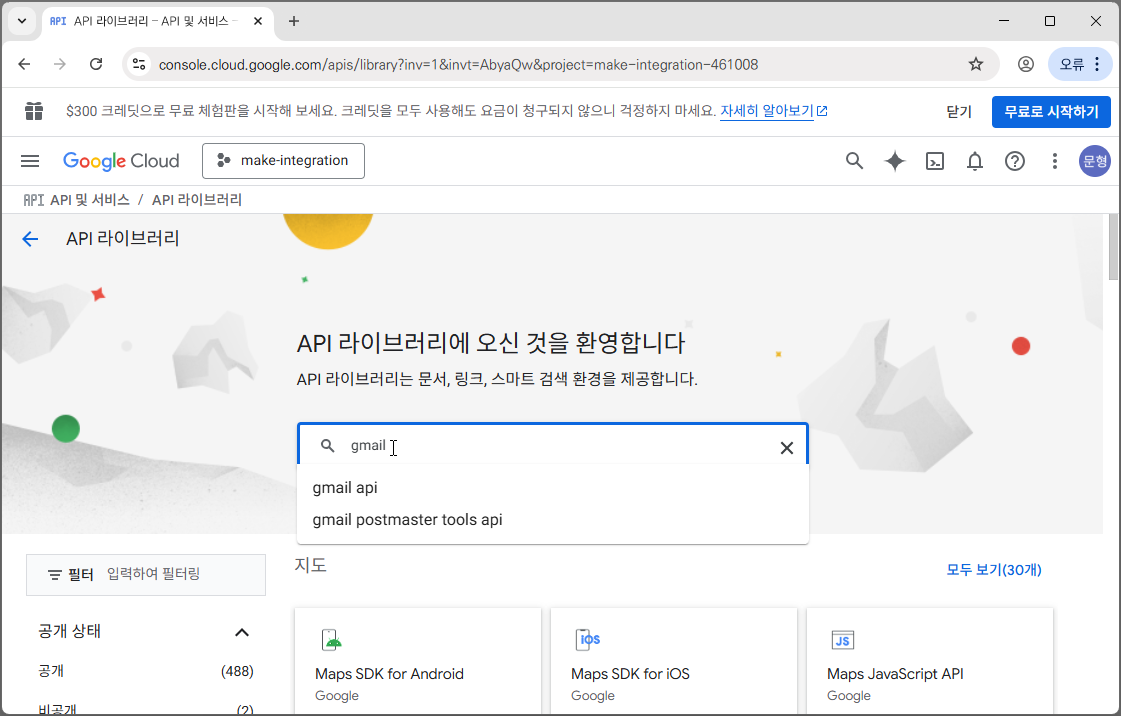 API API 라이브러리 – API 및 서비스 –
console.cloud.google.com/apis/library?inv=1&invt=AbyaQw&project=make-integration-461008
오류
$300 크레딧으로 무료 체험판을 시작해 보세요. 크레딧을 모두 사용해도 요금이 청구되지 않으니 걱정하지 마세요. 자세히 알아보기
닫기
무료로 시작하기
Google Cloud
make-integration
문형
API API 및 서비스 / API 라이브러리
API 라이브러리
API 라이브러리에 오신 것을 환영합니다
API 라이브러리는 문서, 링크, 스마트 검색 환경을 제공합니다.
gmail
gmail api
gmail postmaster tools api
필터 입력하여 필터링
지도
모두 보기(30개)
공개 상태
공개 (488)
비공개 (2)
iOS
JS
Maps SDK for Android
Google
Maps SDK for iOS
Google
Maps JavaScript API
Google